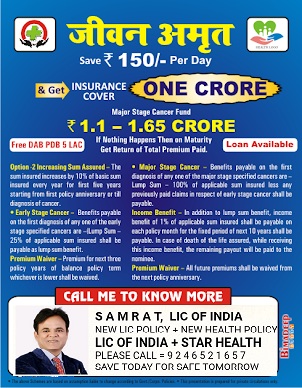 जीवन अमृत
HEALTH LOAN
Save ₹ 150/- Per Day
& Get INSURANCE COVER ONE CRORE
Major Stage Cancer Fund
₹ 1.1 – 1.65 CRORE
If Nothing Happens Then on Maturity
Free DAB PDB 5 LAC
Get Return of Total Premium Paid.
Loan Available
Option -2 Increasing Sum Assured – The
sum insured increases by 10% of basic sum
insured every year for first five years
starting from first policy anniversary or till
diagnosis of cancer.
• Early Stage Cancer – Benefits payable
on the first diagnosis of any one of the early
stage specified cancers are –Lump Sum –
25% of applicable sum insured shall be
payable as lump sum benefit.
Premium Waiver – Premium for next three
policy years of balance policy term
whichever is lower shall be waived.
• Major Stage Cancer – Benefits payable on the first
diagnosis of any one of the major stage specified cancers are –
Lump Sum – 100% of applicable sum insured less any
previously paid claims in respect of early stage cancer shall be
payable.
Income Benefit – In addition to lump sum benefit, income
benefit of 1% of applicable sum insured shall be payable on
each policy month for the fixed period of next 10 years shall be
payable. In case of death of the life assured, while receiving
this income benefit, the remaining payout will be paid to the
nominee.
Premium Waiver – All future premiums shall be waived from
the next policy anniversary.
CALL ME TO KNOW MORE
S A M R A T, LIC OF INDIA
NEW LIC POLICY + NEW HEALTH POLICY
LIC OF INDIA + STAR HEALTH
PLEASE CALL = 9 2 4 6 5 2 1 6 5 7
SAVE TODAY FOR SAFE TOMORROW